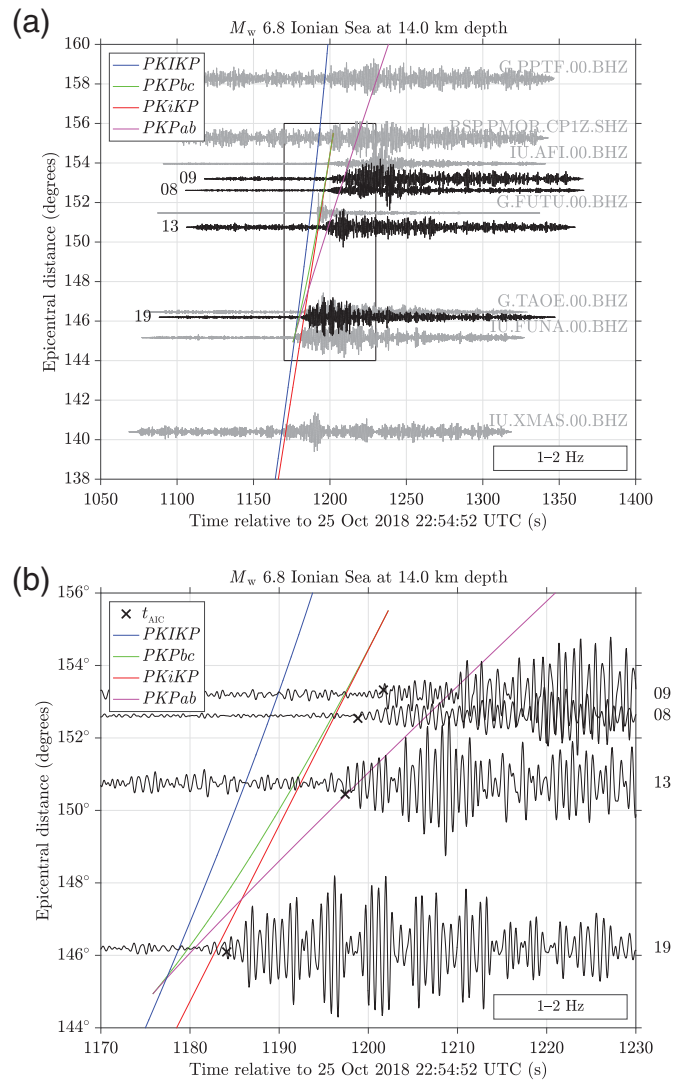 (a)
M_w 6.8 Ionian Sea at 14.0 km depth
PKIKP
PKPbc
PKiKP
PKPab
G.PPTF.00.BHZ
RSP.PMOR.CP1Z.SHZ
IU.AFI.00.BHZ
09
08
G.FUTU.00.BHZ
13
G.TAOE.00.BHZ
19
IU.FUNA.00.BHZ
IU.XMAS.00.BHZ
1–2 Hz
160
158
156
154
152
150
148
146
144
142
140
138
Epicentral distance (degrees)
1050 1100 1150 1200 1250 1300 1350 1400
Time relative to 25 Oct 2018 22:54:52 UTC (s)
(b)
M_w 6.8 Ionian Sea at 14.0 km depth
t_AIC
PKIKP
PKPbc
PKiKP
PKPab
09
08
13
19
1–2 Hz
156°
154°
152°
150°
148°
146°
144°
Epicentral distance (degrees)
1170 1180 1190 1200 1210 1220 1230
Time relative to 25 Oct 2018 22:54:52 UTC (s)